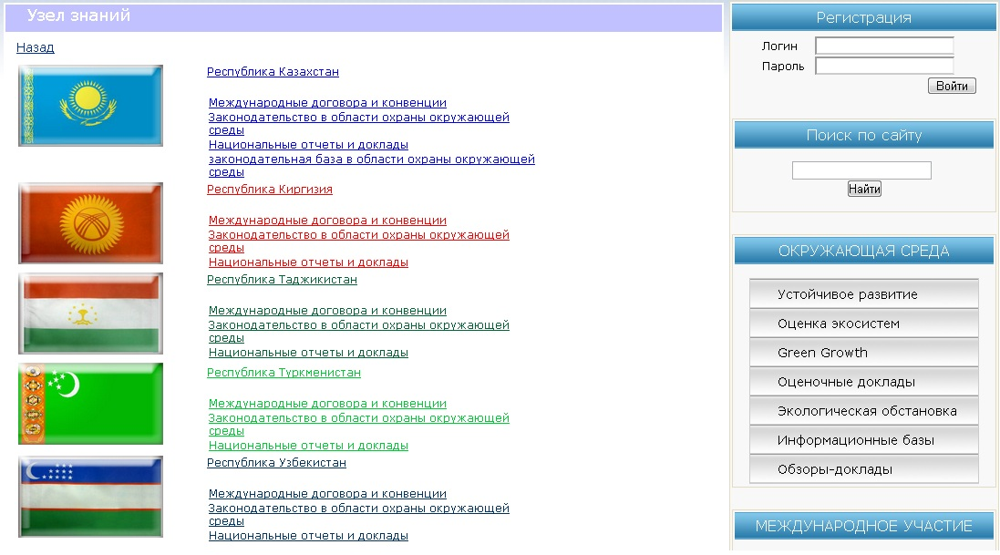 Узел знаний
Назад
Республика Казахстан
Международные договора и конвенции
Законодательство в области охраны окружающей
среды
Национальные отчеты и доклады
законодательная база в области охраны окружающей
среды
Республика Киргизия
Международные договора и конвенции
Законодательство в области охраны окружающей
среды
Национальные отчеты и доклады
Республика Таджикистан
Международные договора и конвенции
Законодательство в области охраны окружающей
среды
Национальные отчеты и доклады
Республика Туркменистан
Международные договора и конвенции
Законодательство в области охраны окружающей
среды
Национальные отчеты и доклады
Республика Узбекистан
Международные договора и конвенции
Законодательство в области охраны окружающей
среды
Национальные отчеты и доклады
Регистрация
Логин
Пароль
Войти
Поиск по сайту
Найти
ОКРУЖАЮЩАЯ СРЕДА
Устойчивое развитие
Оценка экосистем
Green Growth
Оценочные доклады
Экологическая обстановка
Информационные базы
Обзоры-доклады
МЕЖДУНАРОДНОЕ УЧАСТИЕ